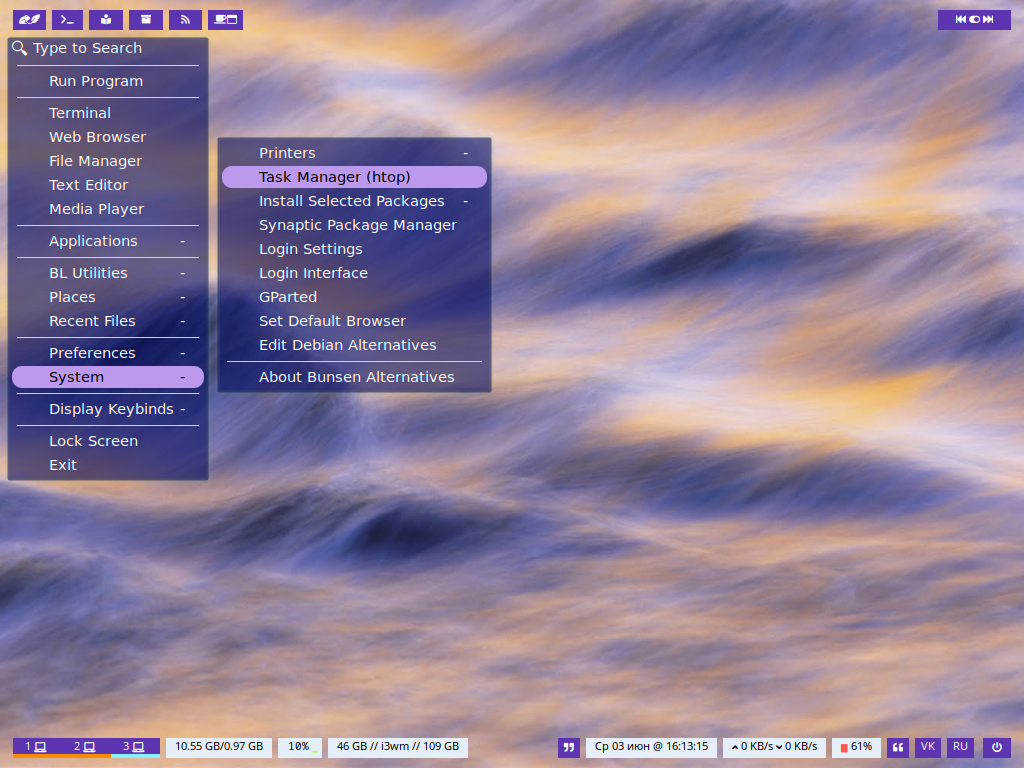 Type to Search
Run Program
Terminal
Web Browser
File Manager
Text Editor
Media Player
Applications -
BL Utilities -
Places -
Recent Files -
Preferences -
System -
Display Keybinds -
Lock Screen
Exit
Printers -
Task Manager (htop)
Install Selected Packages -
Synaptic Package Manager
Login Settings
Login Interface
GParted
Set Default Browser
Edit Debian Alternatives
About Bunsen Alternatives
1 2 3 10.55 GB/0.97 GB 10% 46 GB // i3wm // 109 GB Ср 03 июн @ 16:13:15 0 KB/s 0 KB/s 61% VK RU